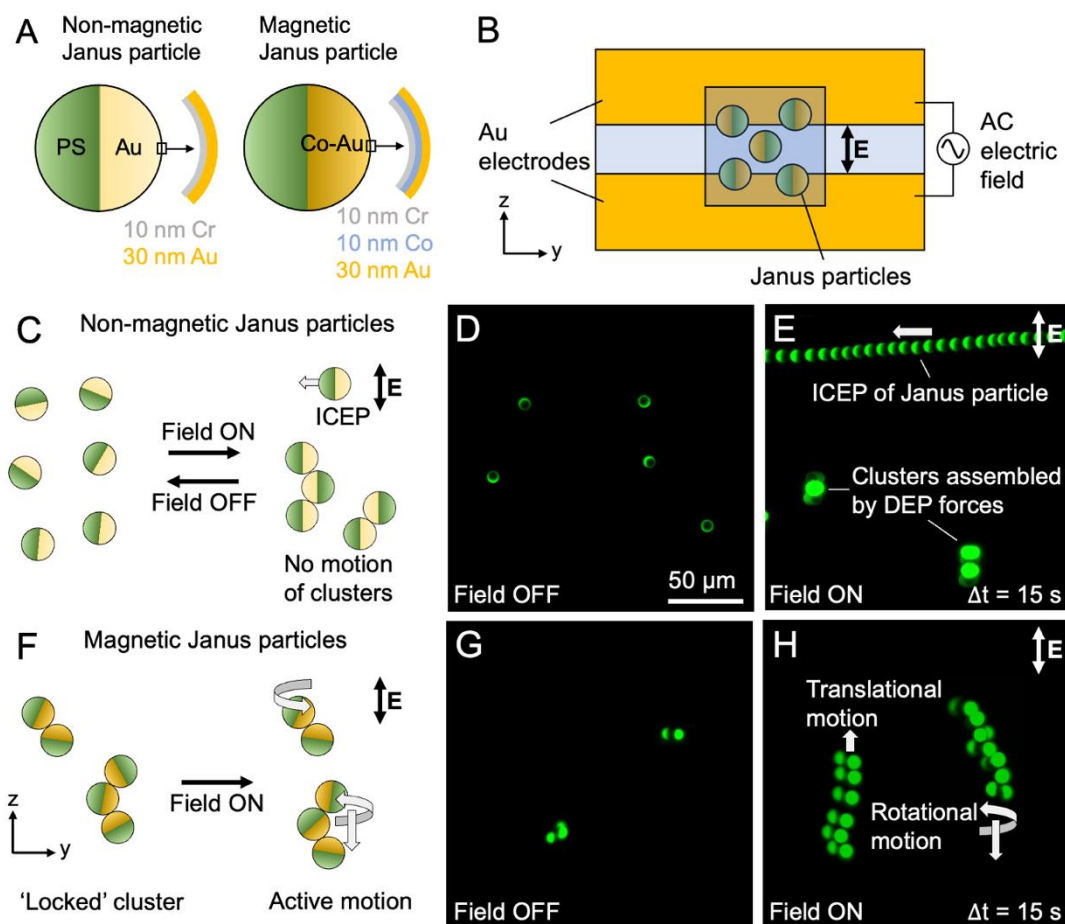 A
Non-magnetic
Janus particle
Magnetic
Janus particle
PS
Au
Co-Au
10 nm Cr
30 nm Au
10 nm Cr
10 nm Co
30 nm Au
B
Au
electrodes
E
AC
electric
field
z
y
Janus particles
C
Non-magnetic Janus particles
Field ON
Field OFF
ICEP
E
No motion
of clusters
D
Field OFF
50 μm
E
E
ICEP of Janus particle
Clusters assembled
by DEP forces
Field ON
Δt = 15 s
F
Magnetic Janus particles
E
Field ON
z
y
'Locked' cluster
Active motion
G
Field OFF
H
E
Translational
motion
Rotational
motion
Field ON
Δt = 15 s